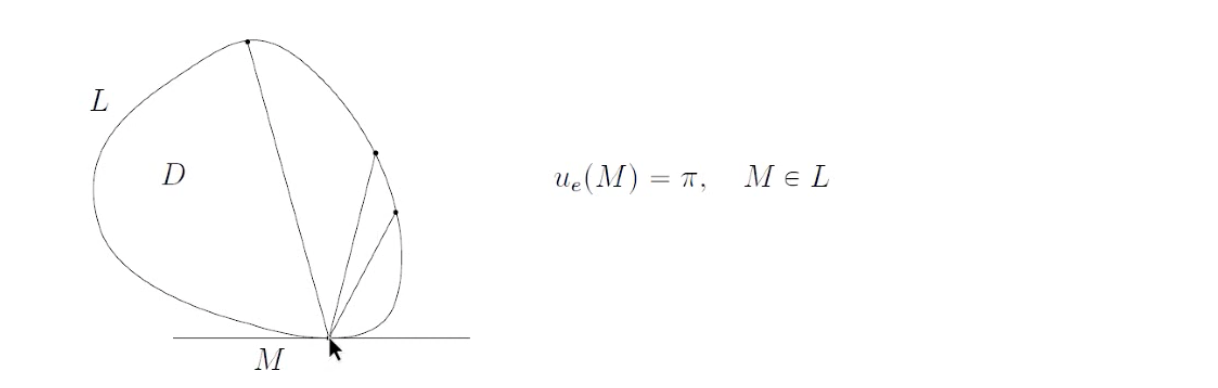 L
D
u_e(M) = π, M ∈ L
M